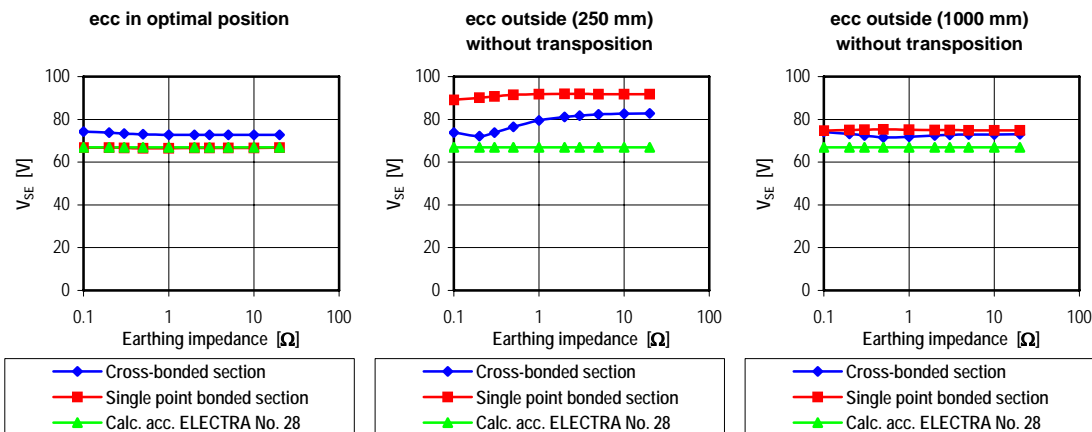 ecc in optimal position
100
80
60
40
20
0
V_SE [V]
0.1 1 10 100
Earthing impedance [Ω]
Cross-bonded section
Single point bonded section
Calc. acc. ELECTRA No. 28
ecc outside (250 mm)
without transposition
100
80
60
40
20
0
V_SE [V]
0.1 1 10 100
Earthing impedance [Ω]
Cross-bonded section
Single point bonded section
Calc. acc. ELECTRA No. 28
ecc outside (1000 mm)
without transposition
100
80
60
40
20
0
V_SE [V]
0.1 1 10 100
Earthing impedance [Ω]
Cross-bonded section
Single point bonded section
Calc. acc. ELECTRA No. 28